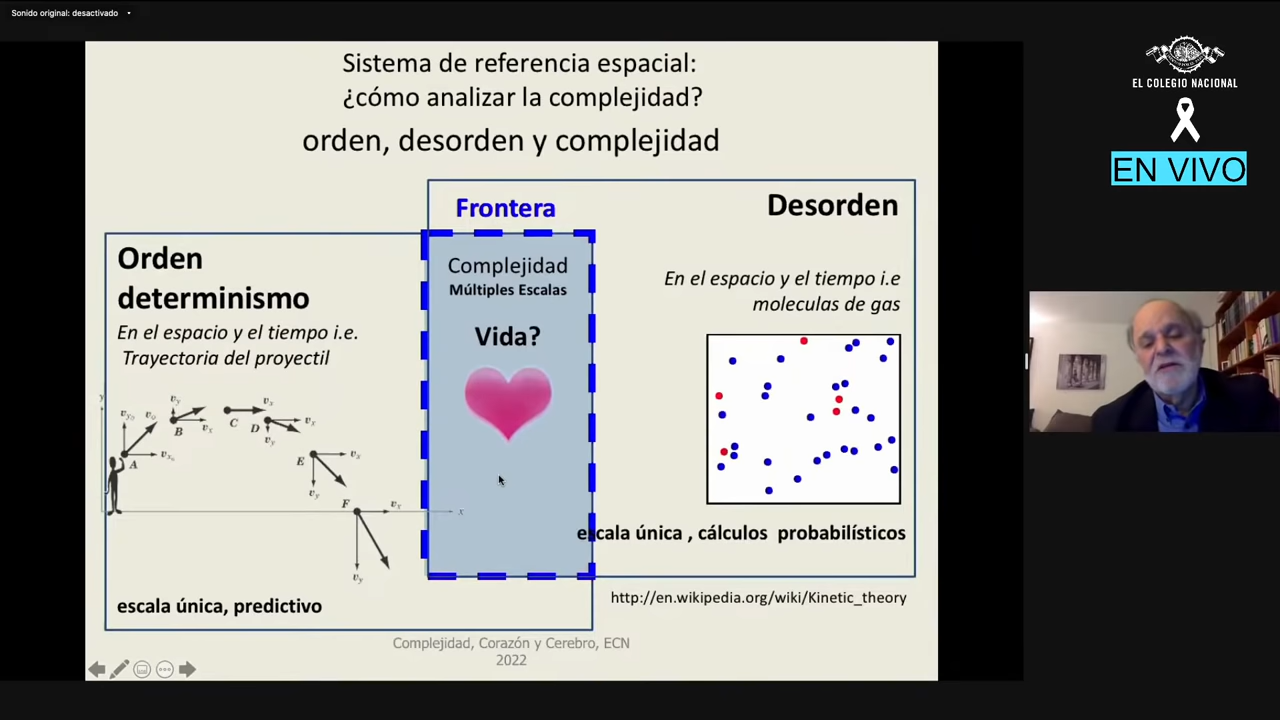 Sonido original: desactivado
Sistema de referencia espacial:
¿cómo analizar la complejidad?
orden, desorden y complejidad
EL COLEGIO NACIONAL
EN VIVO
Frontera
Desorden
Orden
determinismo
En el espacio y el tiempo i.e.
Trayectoria del proyectil
Complejidad
Múltiples Escalas
Vida?
En el espacio y el tiempo i.e
moleculas de gas
y
A
B
C
D
E
F
x
escala única, predictivo
escala única , cálculos probabilísticos
http://en.wikipedia.org/wiki/Kinetic_theory
Complejidad, Corazón y Cerebro, ECN
2022